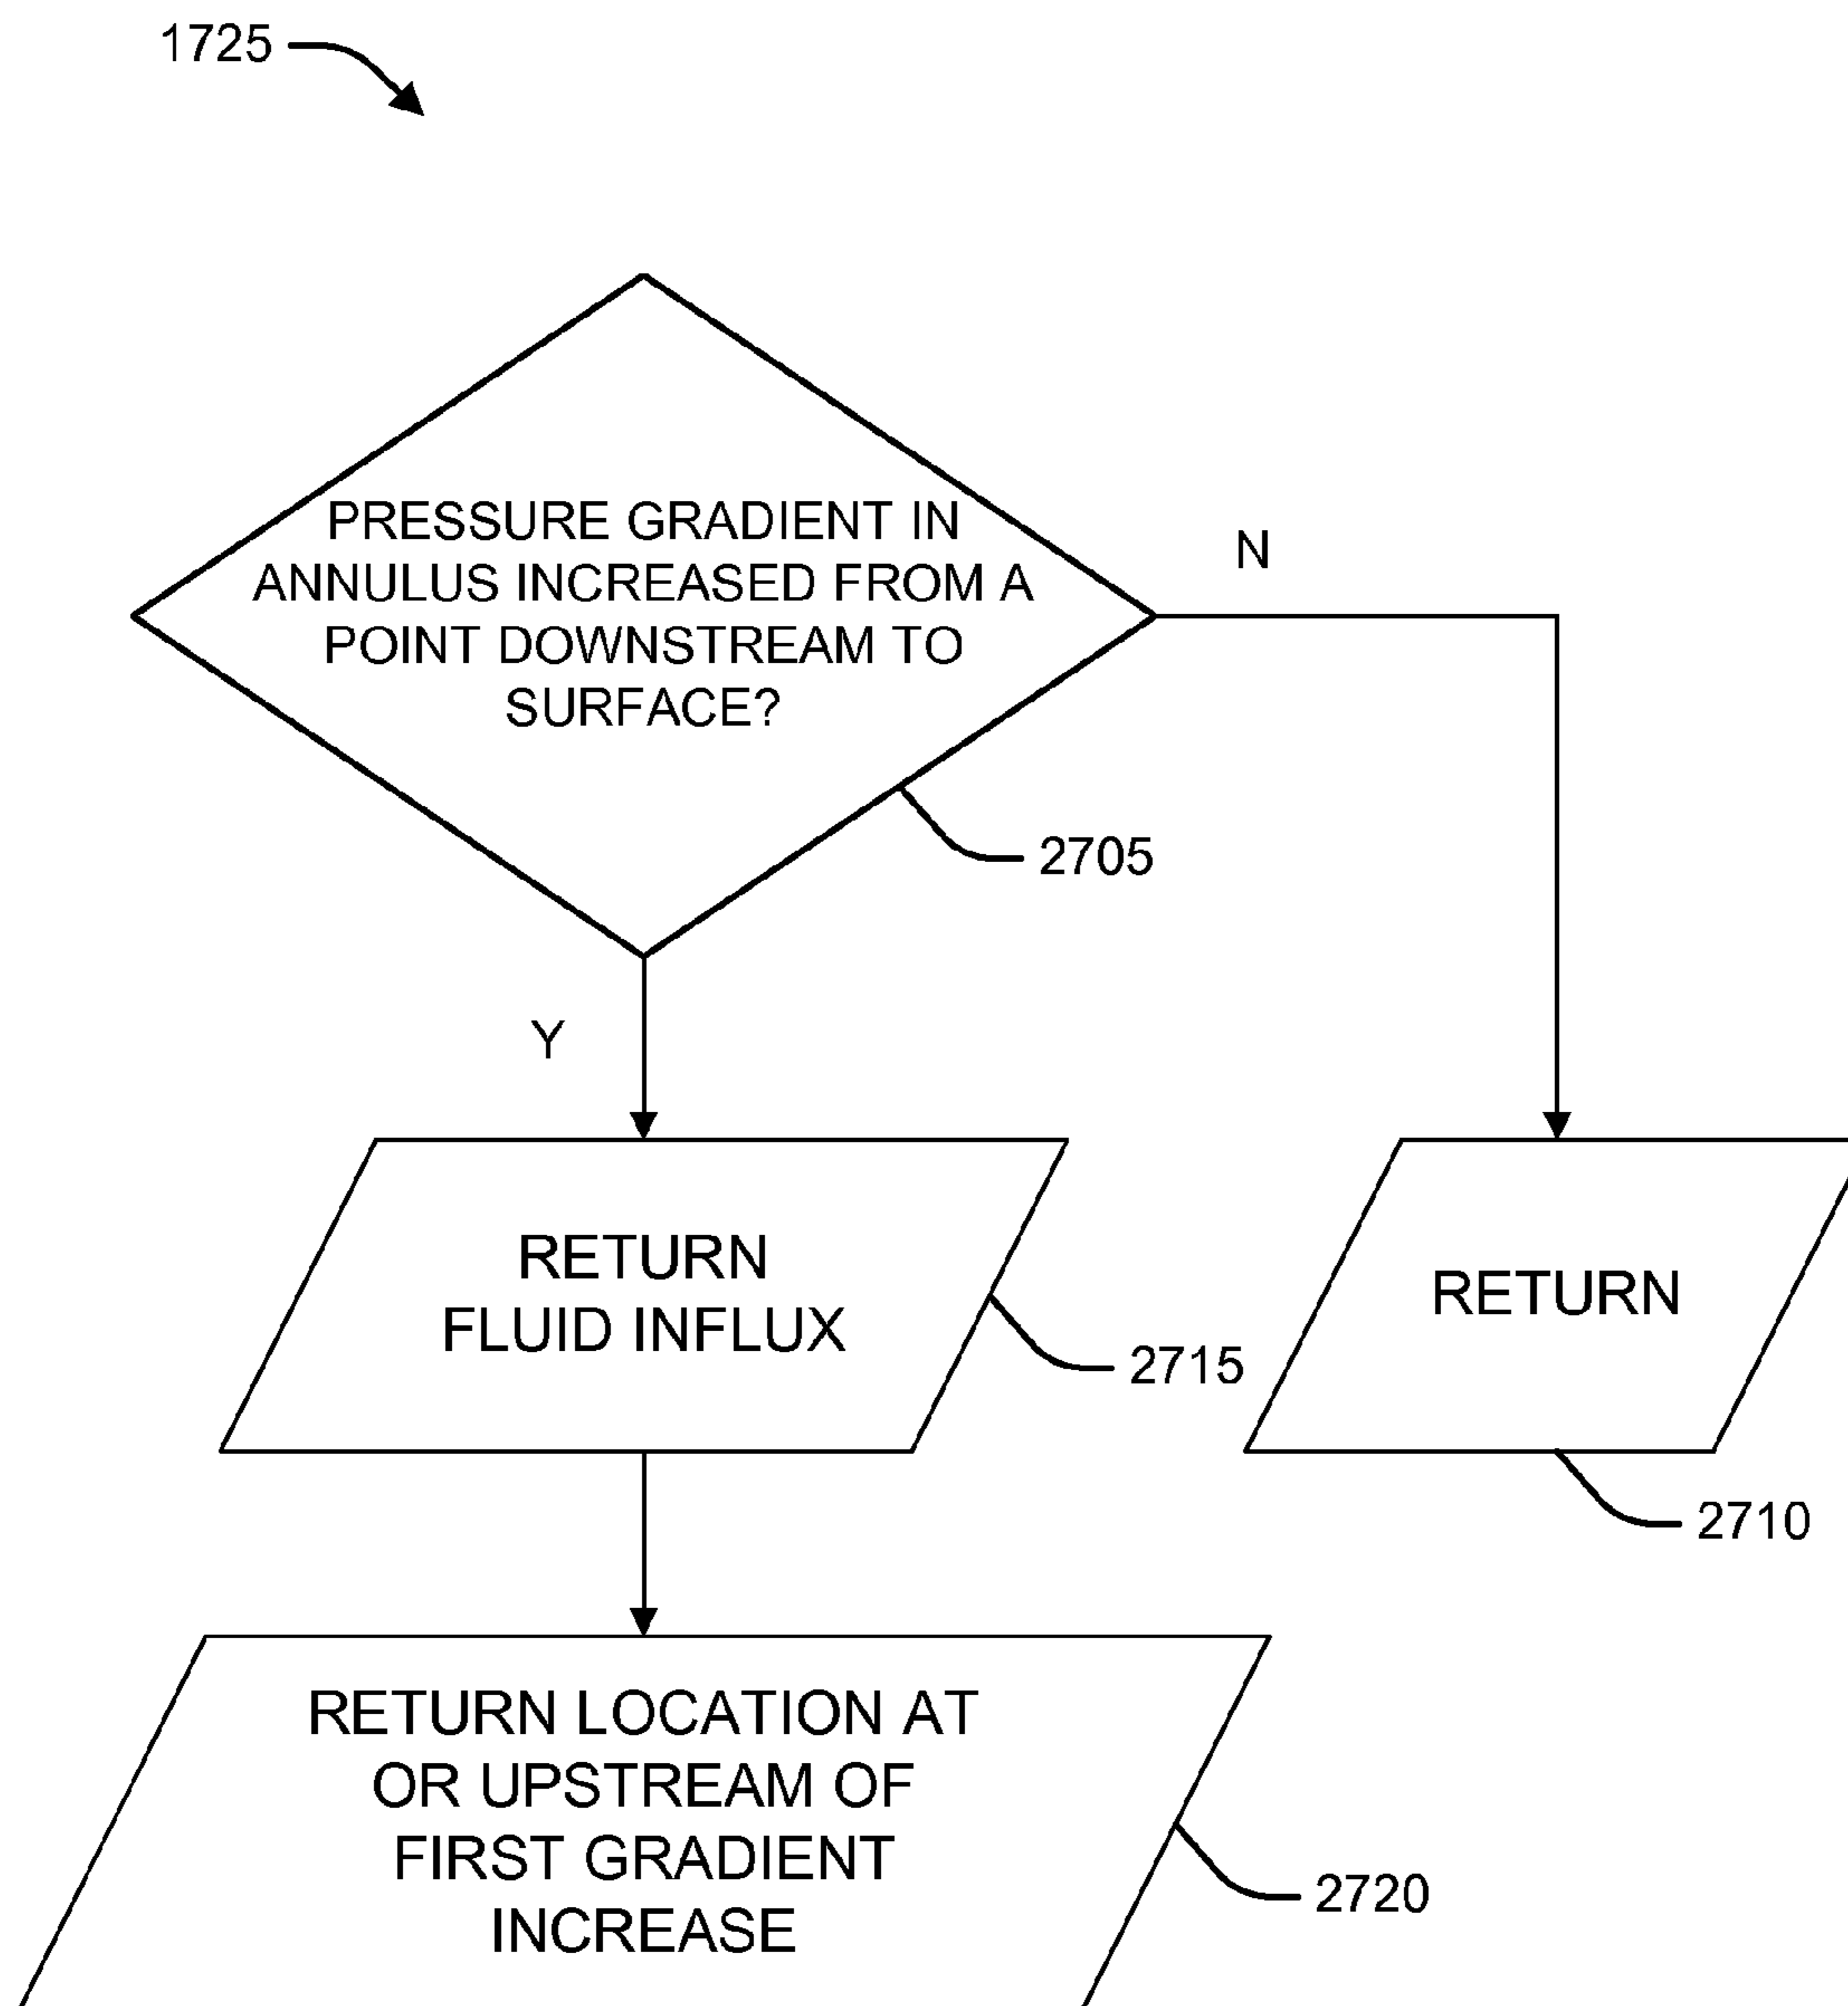 1725
PRESSURE GRADIENT IN
ANNULUS INCREASED FROM A
POINT DOWNSTREAM TO
SURFACE?
N
2705
Y
RETURN
FLUID INFLUX
2715
RETURN
2710
RETURN LOCATION AT
OR UPSTREAM OF
FIRST GRADIENT
INCREASE
2720